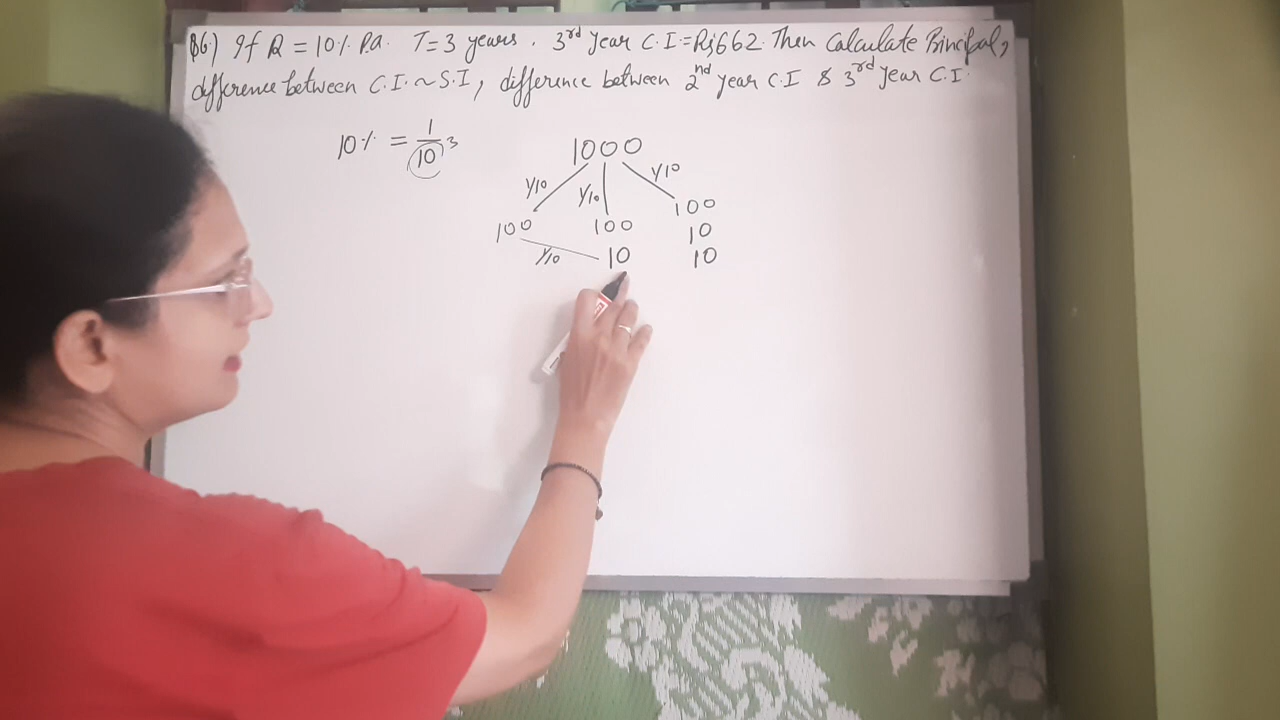 Q6.) If R = 10% P.a. T = 3 years. 3rd Year C.I = Rs 662. Then Calculate Principal,
difference between C.I. ~ S.I, difference between 2nd year C.I & 3rd Year C.I.
10% = 1/10 3
1000
1/10 1/10 1/10
100 100 100
10
1/10 10 10